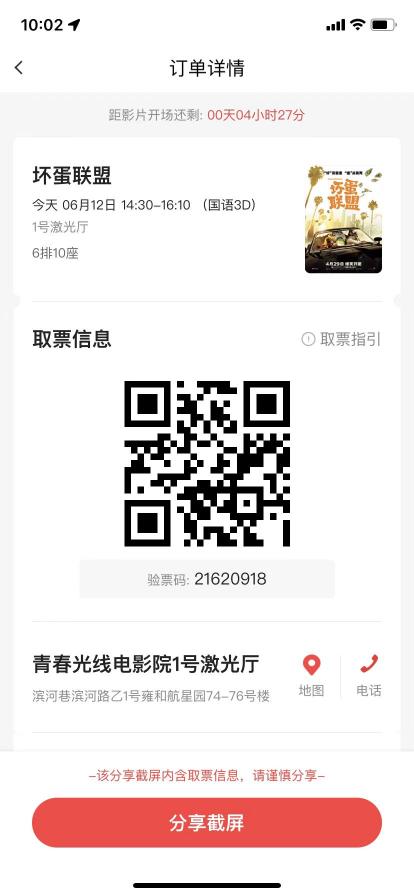 10:02
订单详情
距影片开场还剩: 00天04小时27分
坏蛋联盟
今天 06月12日 14:30-16:10 （国语3D）
1号激光厅
6排10座
坏蛋
联盟
4月29日
取票信息
取票指引
验票码: 21620918
青春光线电影院1号激光厅
滨河巷滨河路乙1号雍和航星园74-76号楼
地图
电话
-该分享截屏内含取票信息，请谨慎分享-
分享截屏